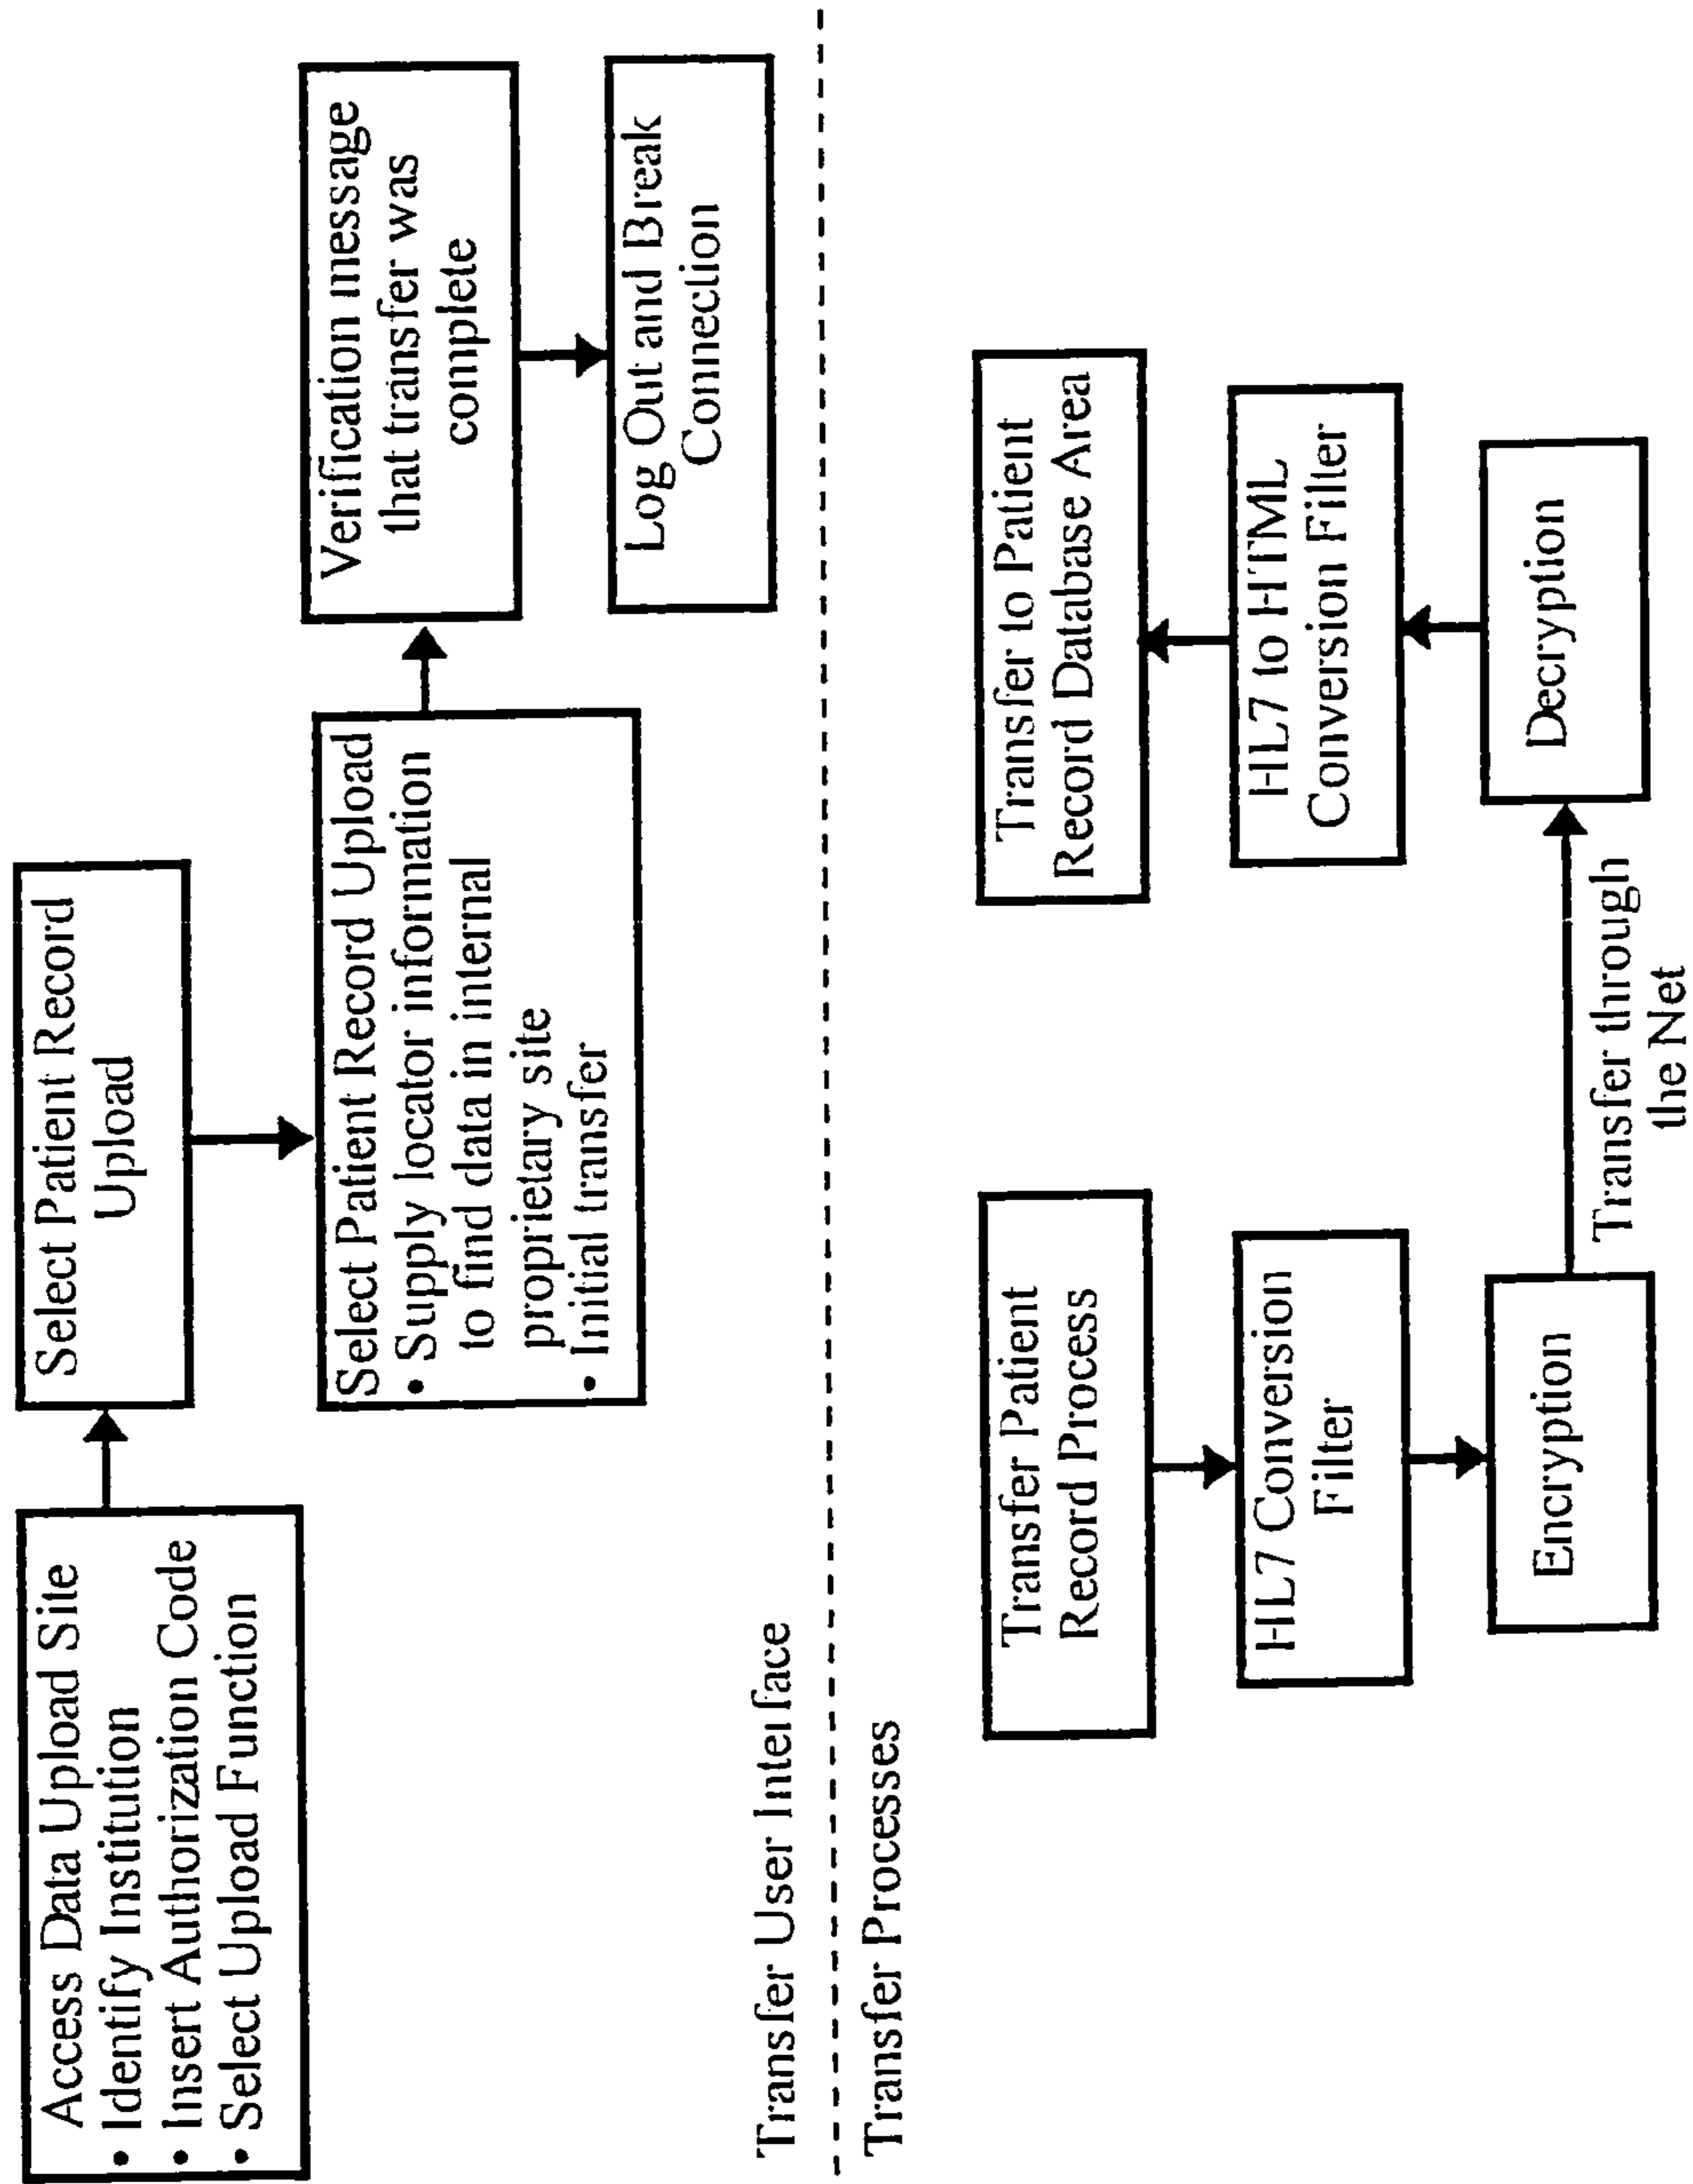 Access Data Upload Site
• Identify Institution
• Insert Authorization Code
• Select Upload Function
Select Patient Record
Upload
Select Patient Record Upload
• Supply locator information
to find data in internal
proprietary site
• Initial transfer
Verification message
that transfer was
complete
Log Out and Break
Connection
Transfer User Interface
Transfer Processes
Transfer Patient
Record Process
HL7 Conversion
Filter
Encryption
Transfer through
the Net
Decryption
HL7 to HTML
Conversion Filter
Transfer to Patient
Record Database Area